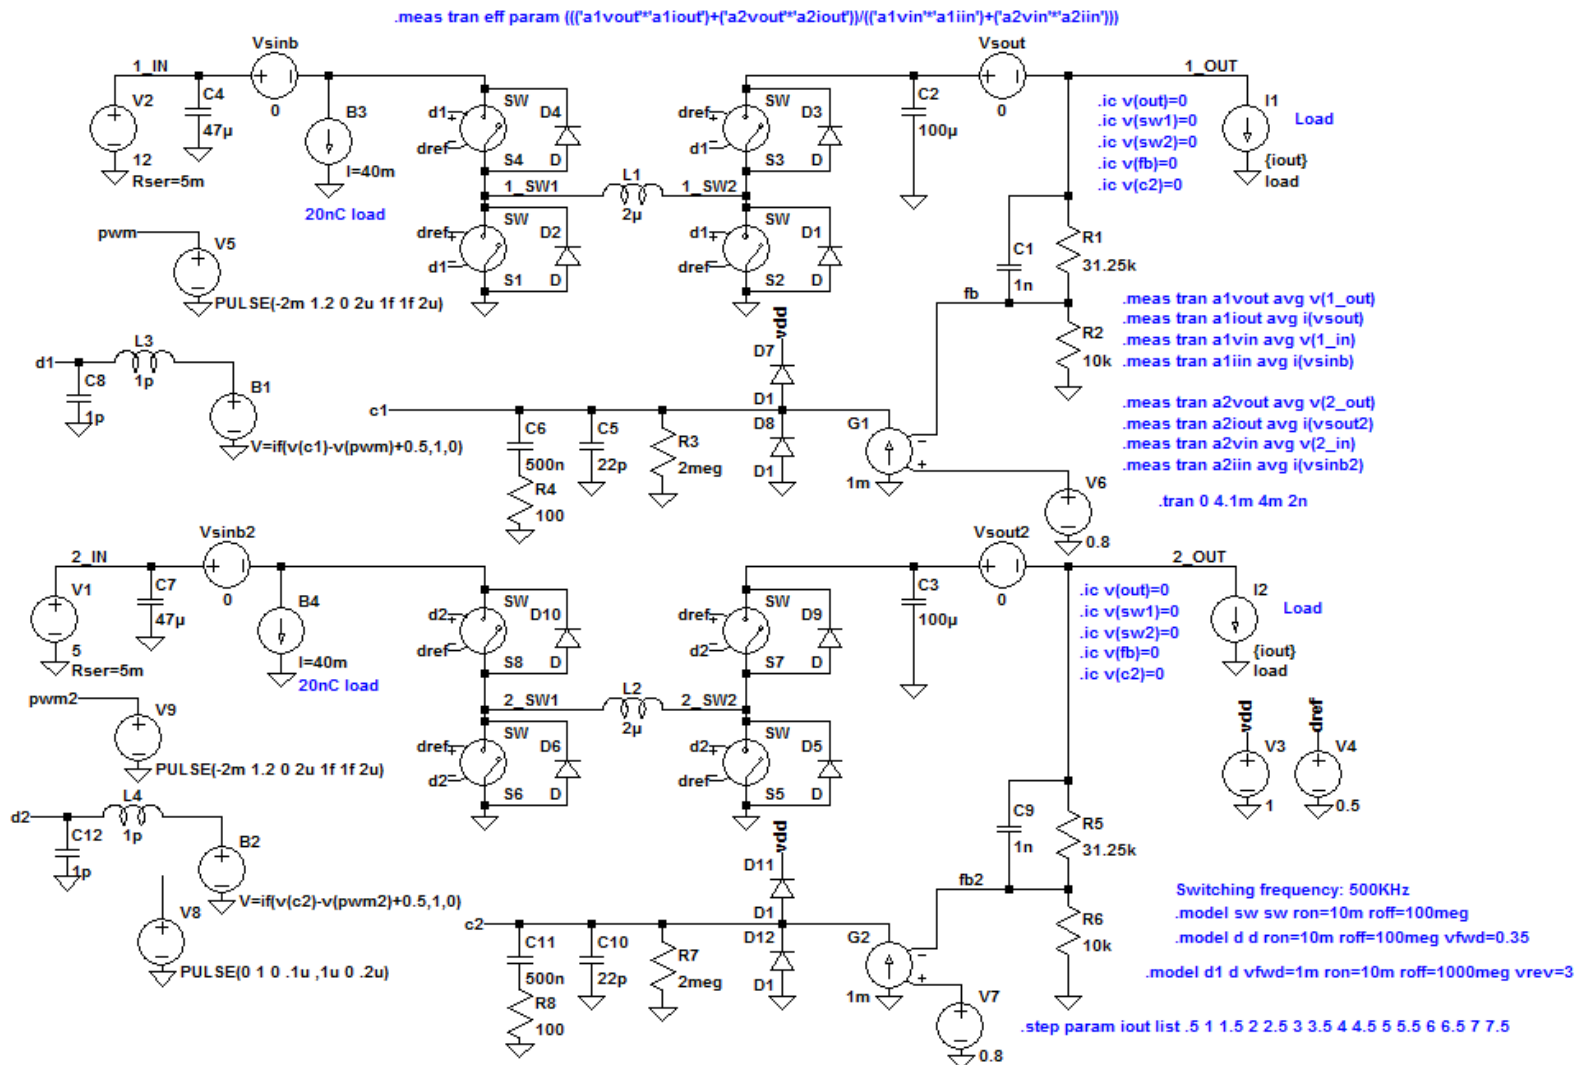 .meas tran eff param ((('a1vout'*'a1iout')+('a2vout'*'a2iout'))/(('a1vin'*'a1iin')+('a2vin'*'a2iin')))
Vsinb
Vsout
1_IN
1_OUT
V2
C4
47µ
0
B3
I=40m
12
Rser=5m
20nC load
d1
dref
SW
D4
S4
D
dref
d1
SW
D3
S3
D
C2
100µ
0
.ic v(out)=0
.ic v(sw1)=0
.ic v(sw2)=0
.ic v(fb)=0
.ic v(c2)=0
I1
Load
{iout}
load
1_SW1
L1
2µ
1_SW2
dref
d1
SW
D2
S1
D
d1
dref
SW
D1
S2
D
pwm
V5
PULSE(-2m 1.2 0 2u 1f 1f 2u)
C1
1n
R1
31.25k
fb
R2
10k
.meas tran a1vout avg v(1_out)
.meas tran a1iout avg i(vsout)
.meas tran a1vin avg v(1_in)
.meas tran a1iin avg i(vsinb)
d1
L3
1p
C8
1p
B1
V=if(v(c1)-v(pwm)+0.5,1,0)
vdd
D7
D1
D8
D1
c1
C6
500n
R4
100
C5
22p
R3
2meg
G1
1m
V6
0.8
.meas tran a2vout avg v(2_out)
.meas tran a2iout avg i(vsout2)
.meas tran a2vin avg v(2_in)
.meas tran a2iin avg i(vsinb2)
.tran 0 4.1m 4m 2n
Vsinb2
Vsout2
2_IN
2_OUT
V1
C7
47µ
0
B4
I=40m
5
Rser=5m
20nC load
d2
dref
SW
D10
S8
D
dref
d2
SW
D9
S7
D
C3
100µ
0
.ic v(out)=0
.ic v(sw1)=0
.ic v(sw2)=0
.ic v(fb)=0
.ic v(c2)=0
I2
Load
{iout}
load
2_SW1
L2
2µ
2_SW2
dref
d2
SW
D6
S6
D
d2
dref
SW
D5
S5
D
pwm2
V9
PULSE(-2m 1.2 0 2u 1f 1f 2u)
vdd
V3
1
dref
V4
0.5
d2
L4
1p
C12
1p
B2
V=if(v(c2)-v(pwm2)+0.5,1,0)
V8
PULSE(0 1 0 .1u ,1u 0 .2u)
C9
1n
R5
31.25k
fb2
R6
10k
vdd
D11
D1
D12
D1
c2
C11
500n
R8
100
C10
22p
R7
2meg
G2
1m
V7
0.8
Switching frequency: 500KHz
.model sw sw ron=10m roff=100meg
.model d d ron=10m roff=100meg vfwd=0.35
.model d1 d vfwd=1m ron=10m roff=1000meg vrev=3
.step param iout list .5 1 1.5 2 2.5 3 3.5 4 4.5 5 5.5 6 6.5 7 7.5